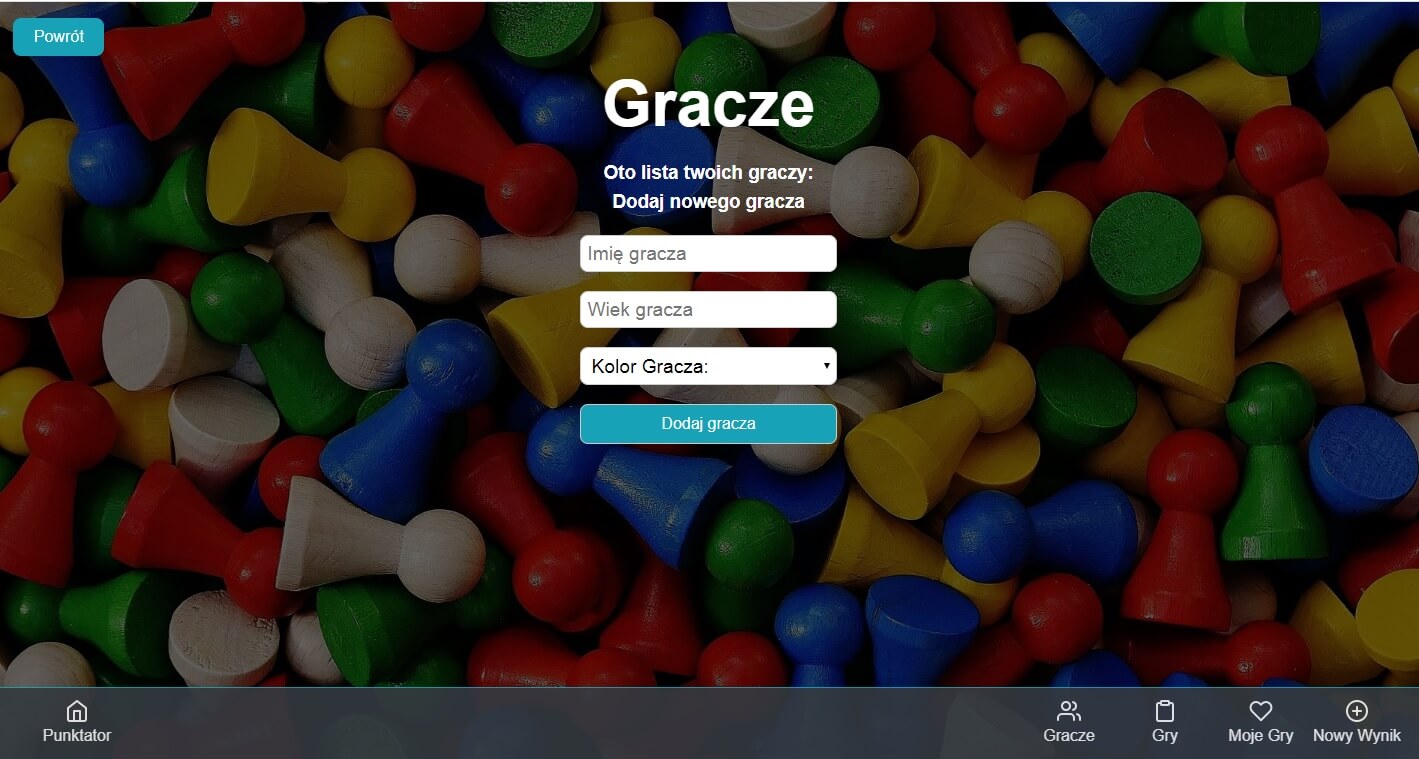 Powrót
Gracze
Oto lista twoich graczy:
Dodaj nowego gracza
Imię gracza
Wiek gracza
Kolor Gracza:
Dodaj gracza
Punktator
Gracze
Gry
Moje Gry
Nowy Wynik